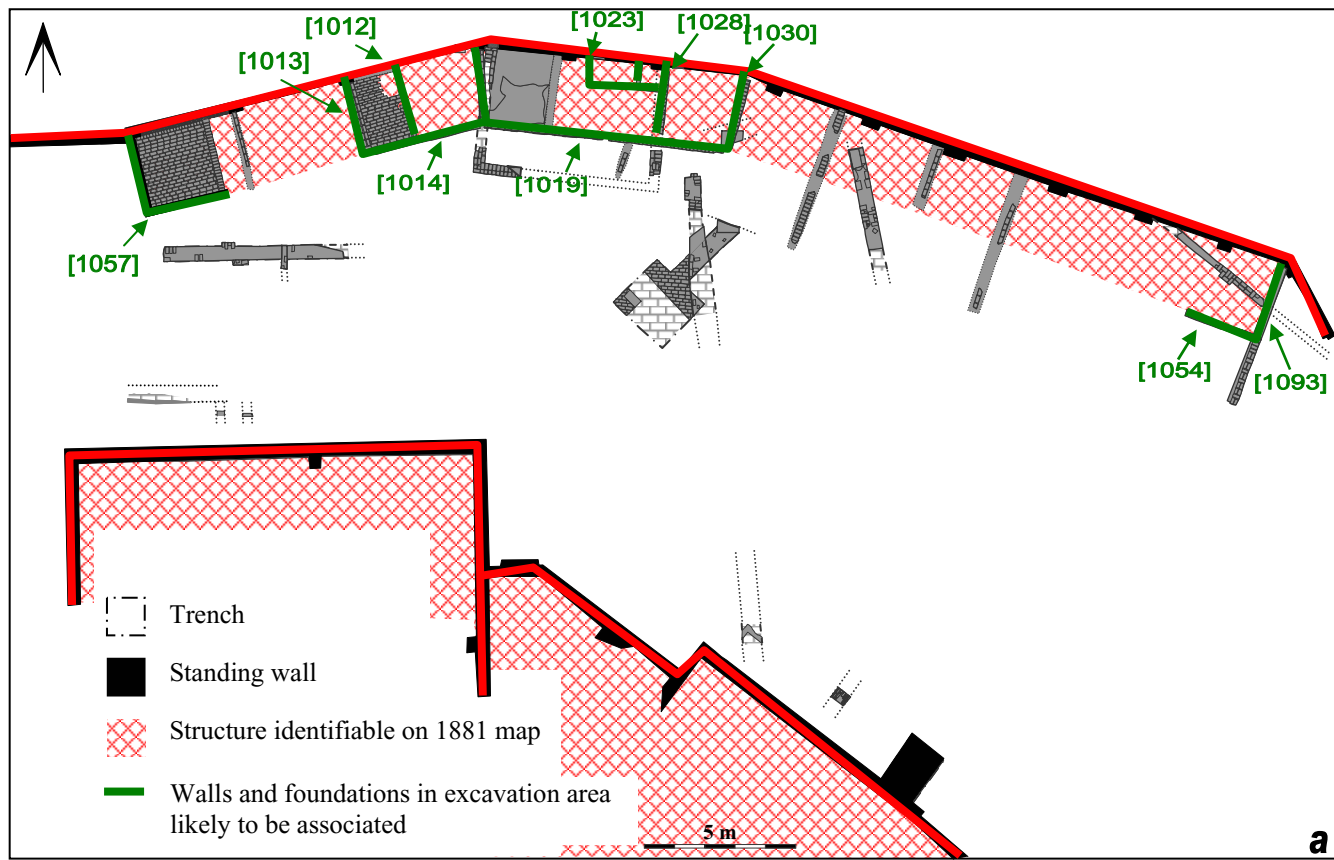 [1023]
[1012]
[1028]
[1030]
[1013]
[1014]
[1019]
[1057]
[1054]
[1093]
Trench
Standing wall
Structure identifiable on 1881 map
Walls and foundations in excavation area
likely to be associated
5 m
a